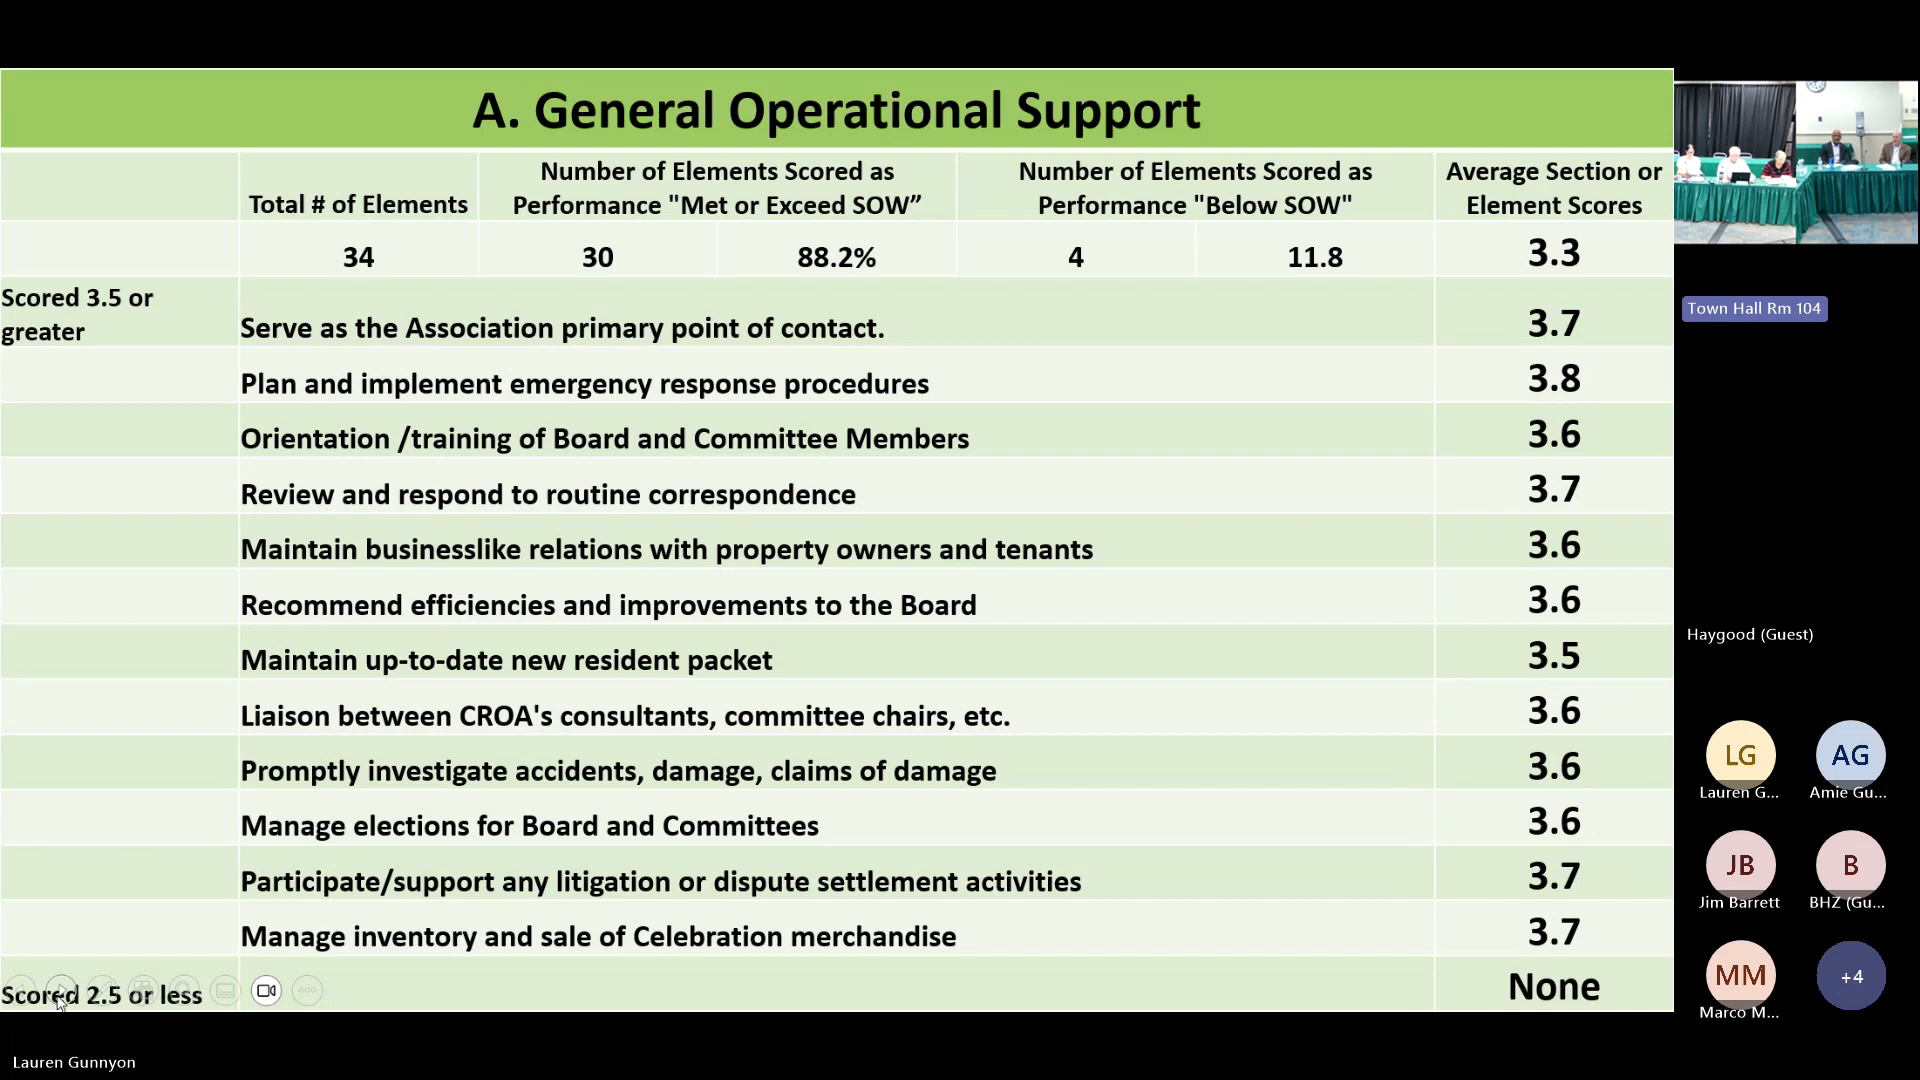 A. General Operational Support
Total # of Elements
Number of Elements Scored as
Performance "Met or Exceed SOW”
Number of Elements Scored as
Performance "Below SOW"
Average Section or
Element Scores
34 30 88.2% 4 11.8 3.3
Scored 3.5 or
greater
Serve as the Association primary point of contact. 3.7
Plan and implement emergency response procedures 3.8
Orientation /training of Board and Committee Members 3.6
Review and respond to routine correspondence 3.7
Maintain businesslike relations with property owners and tenants 3.6
Recommend efficiencies and improvements to the Board 3.6
Maintain up-to-date new resident packet 3.5
Liaison between CROA's consultants, committee chairs, etc. 3.6
Promptly investigate accidents, damage, claims of damage 3.6
Manage elections for Board and Committees 3.6
Participate/support any litigation or dispute settlement activities 3.7
Manage inventory and sale of Celebration merchandise 3.7
Scored 2.5 or less None
Lauren Gunnyon
Town Hall Rm 104
Haygood (Guest)
LG AG
Lauren G... Amie Gu...
JB B
Jim Barrett BHZ (Gu...
MM +4
Marco M...